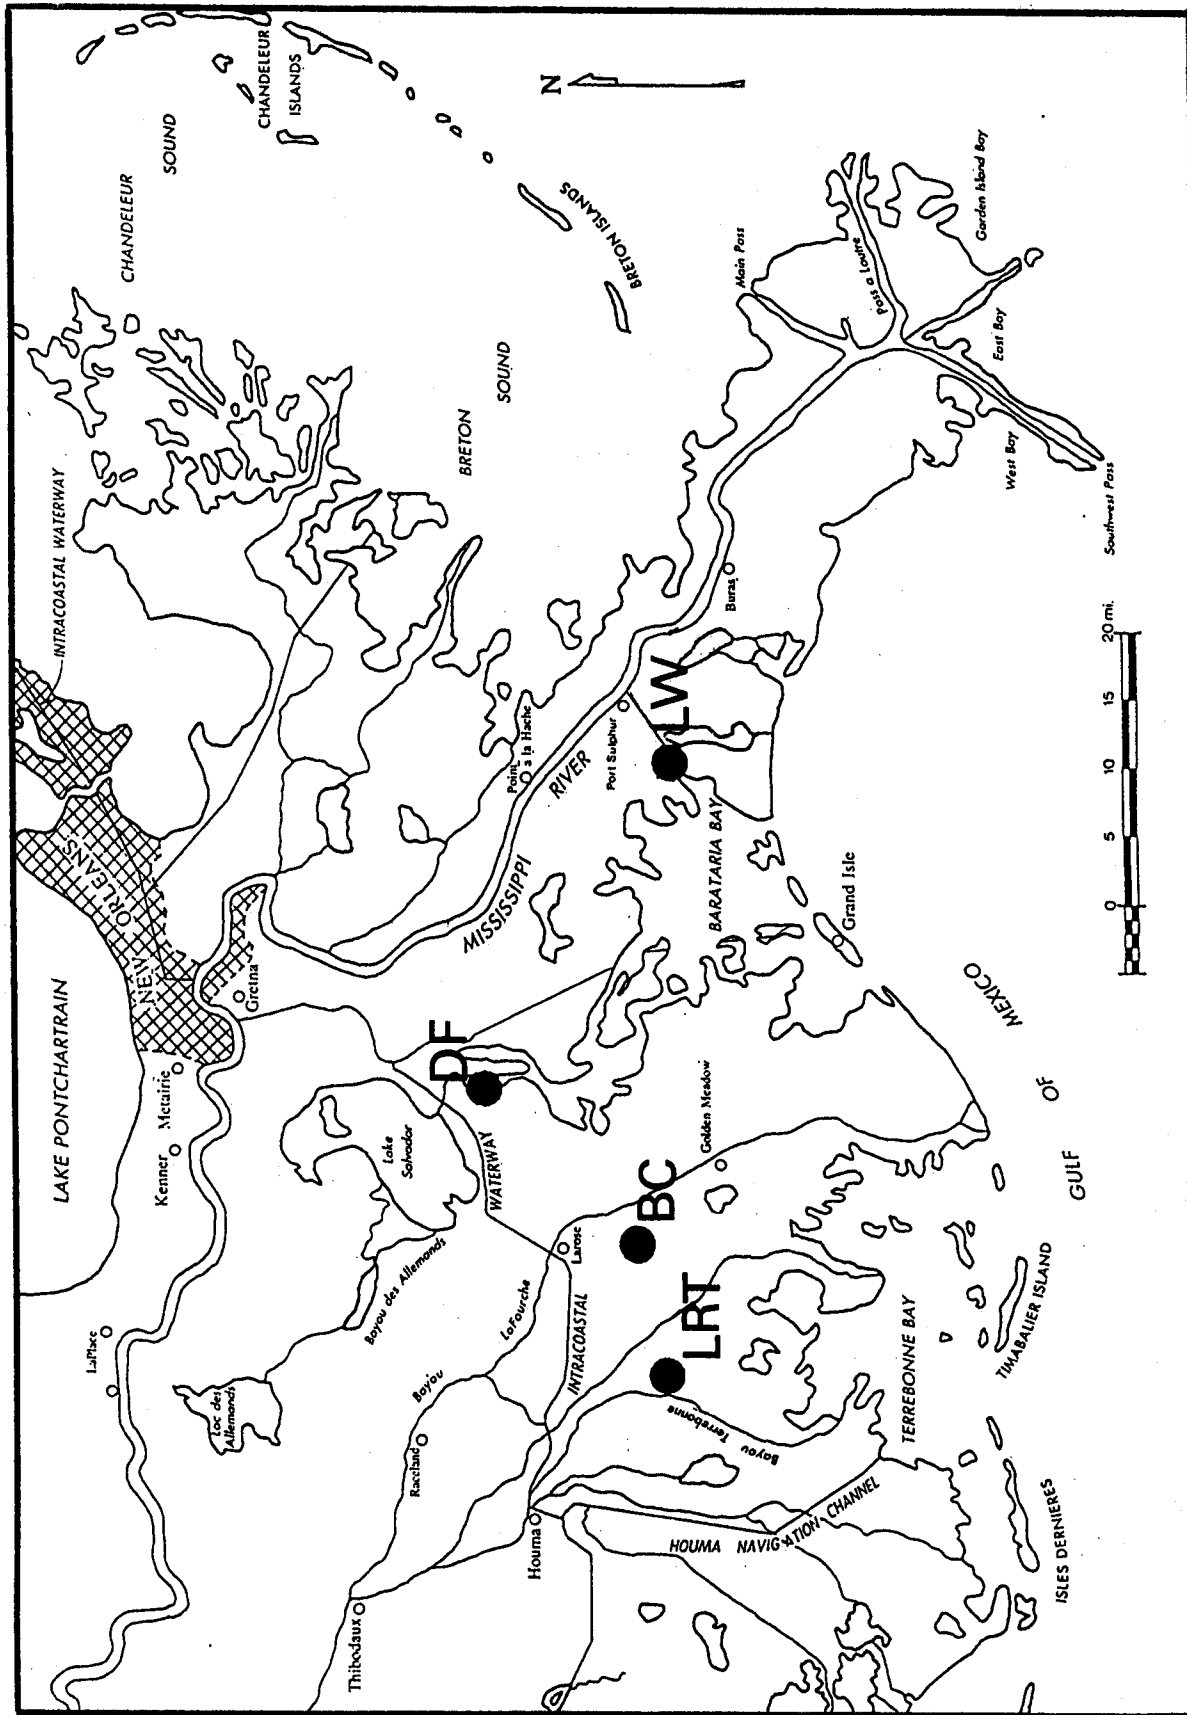 LAKE PONTCHARTRAIN
NEW ORLEANS
INTRACOASTAL WATERWAY
CHANDELEUR
SOUND
CHANDELEUR
ISLANDS
N
LaPlace
Kenner
Metairie
Gretna
BRETON
SOUND
BRETON ISLANDS
Lac des
Allemands
Bayou des Allemands
Lake
Salvador
DF
WATERWAY
MISSISSIPPI
RIVER
Point
a la Hache
Port Sulphur
LW
Buras
Main Pass
Pass a Loutre
Garden Island Bay
East Bay
West Bay
Southwest Pass
Thibodaux
Raceland
Bayou
LaFourche
Larose
INTRACOASTAL
Houma
BC
LRT
Golden Meadow
BARATARIA BAY
Grand Isle
Bayou Terrebonne
HOUMA NAVIGATION CHANNEL
TERREBONNE BAY
TIMABALIER ISLAND
ISLES DERNIERES
GULF
OF
MEXICO
0 5 10 15 20 mi.